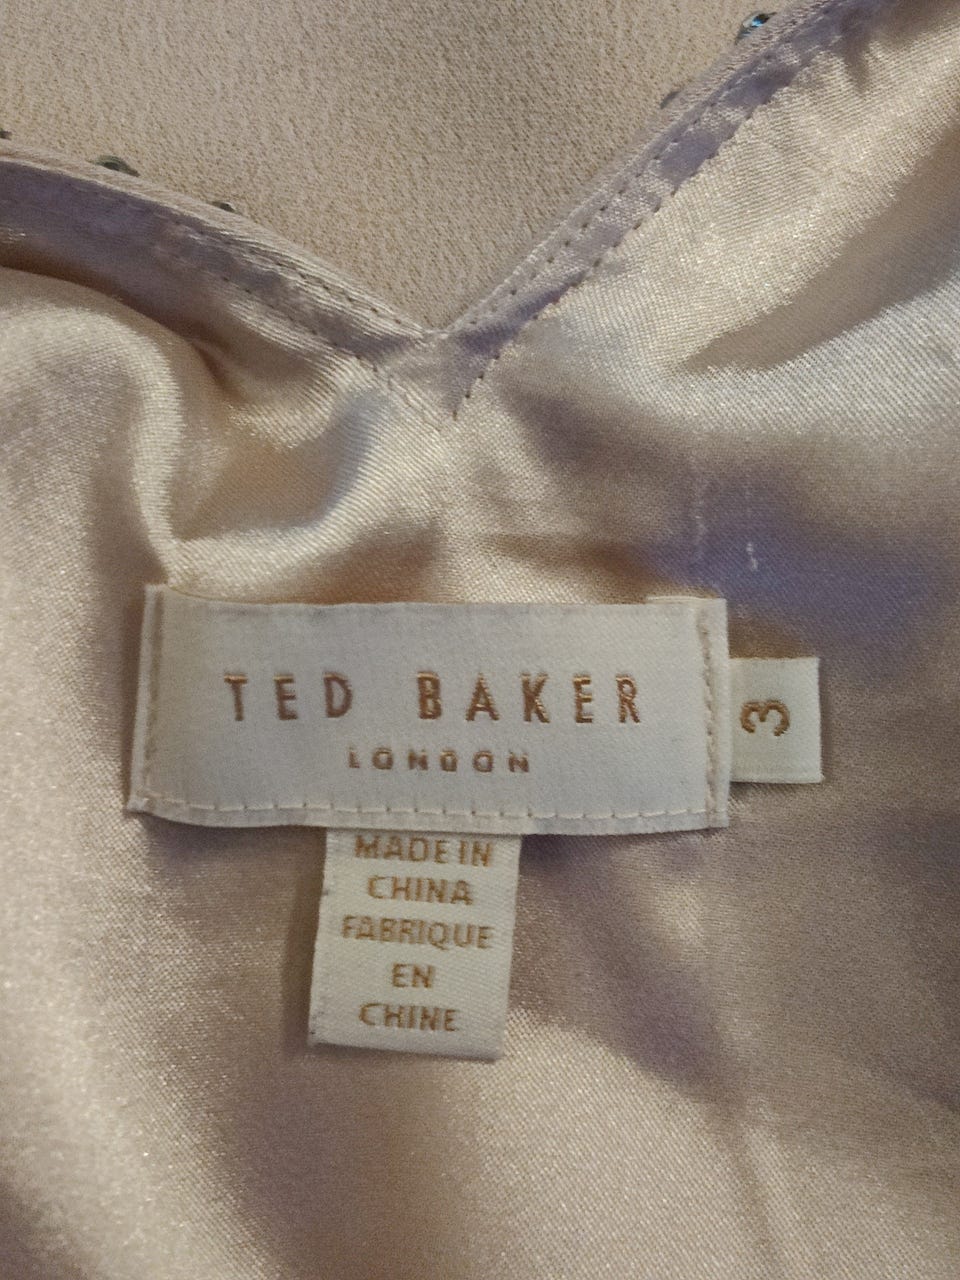 TED BAKER
LONDON
3
MADE IN
CHINA
FABRIQUE
EN
CHINE